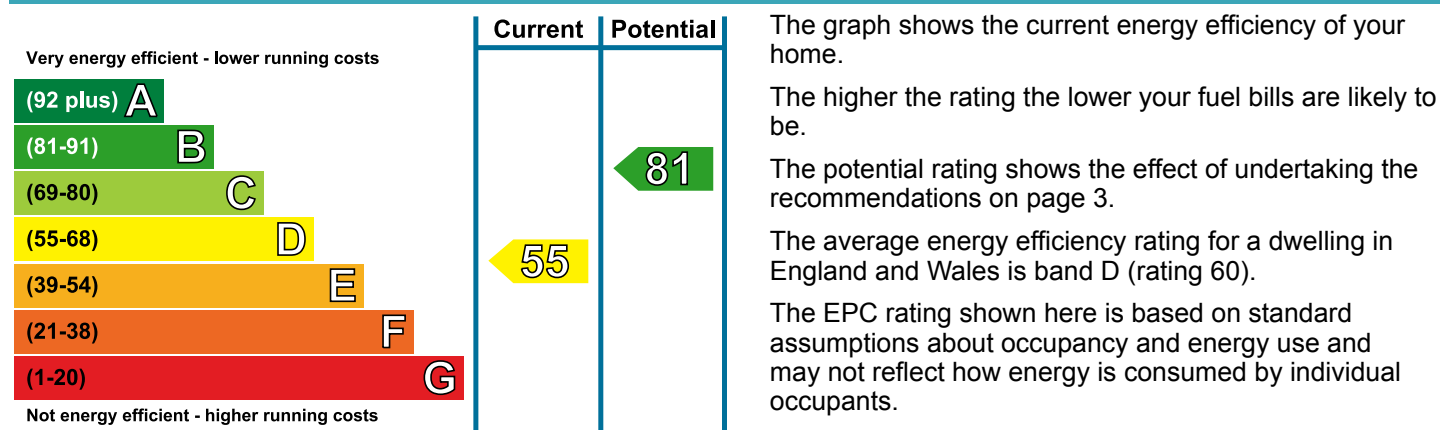 Current Potential
Very energy efficient - lower running costs
(92 plus) A
(81-91) B
(69-80) C
(55-68) D
(39-54) E
(21-38) F
(1-20) G
Not energy efficient - higher running costs
81
55
The graph shows the current energy efficiency of your
home.
The higher the rating the lower your fuel bills are likely to
be.
The potential rating shows the effect of undertaking the
recommendations on page 3.
The average energy efficiency rating for a dwelling in
England and Wales is band D (rating 60).
The EPC rating shown here is based on standard
assumptions about occupancy and energy use and
may not reflect how energy is consumed by individual
occupants.